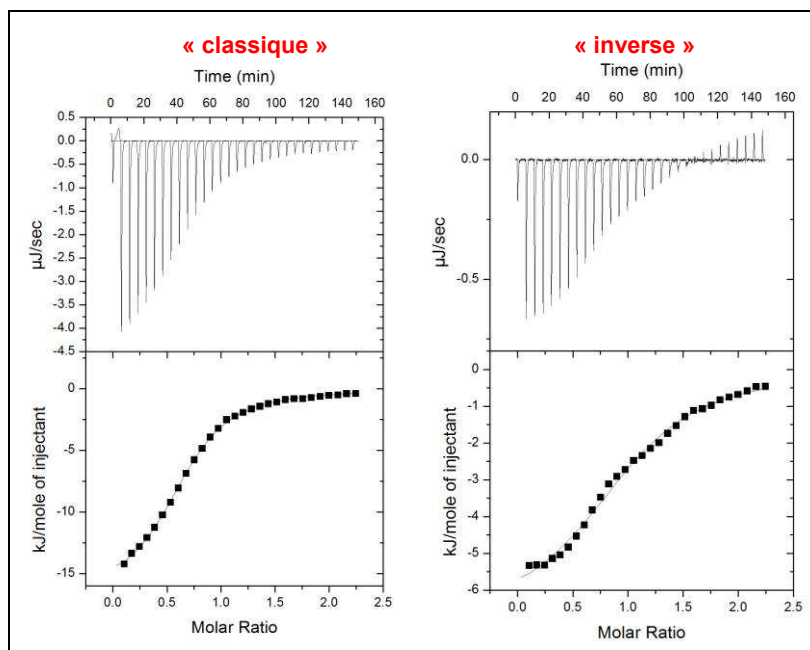 « classique »
Time (min)
0 20 40 60 80 100 120 140 160
0.5
0.0
-0.5
-1.0
-1.5
-2.0
-2.5
-3.0
-3.5
-4.0
-4.5
µJ/sec
0
-5
-10
-15
kJ/mole of injectant
0.0 0.5 1.0 1.5 2.0 2.5
Molar Ratio
« inverse »
Time (min)
0 20 40 60 80 100 120 140 160
0.0
-0.5
µJ/sec
0
-1
-2
-3
-4
-5
-6
kJ/mole of injectant
0.0 0.5 1.0 1.5 2.0 2.5
Molar Ratio